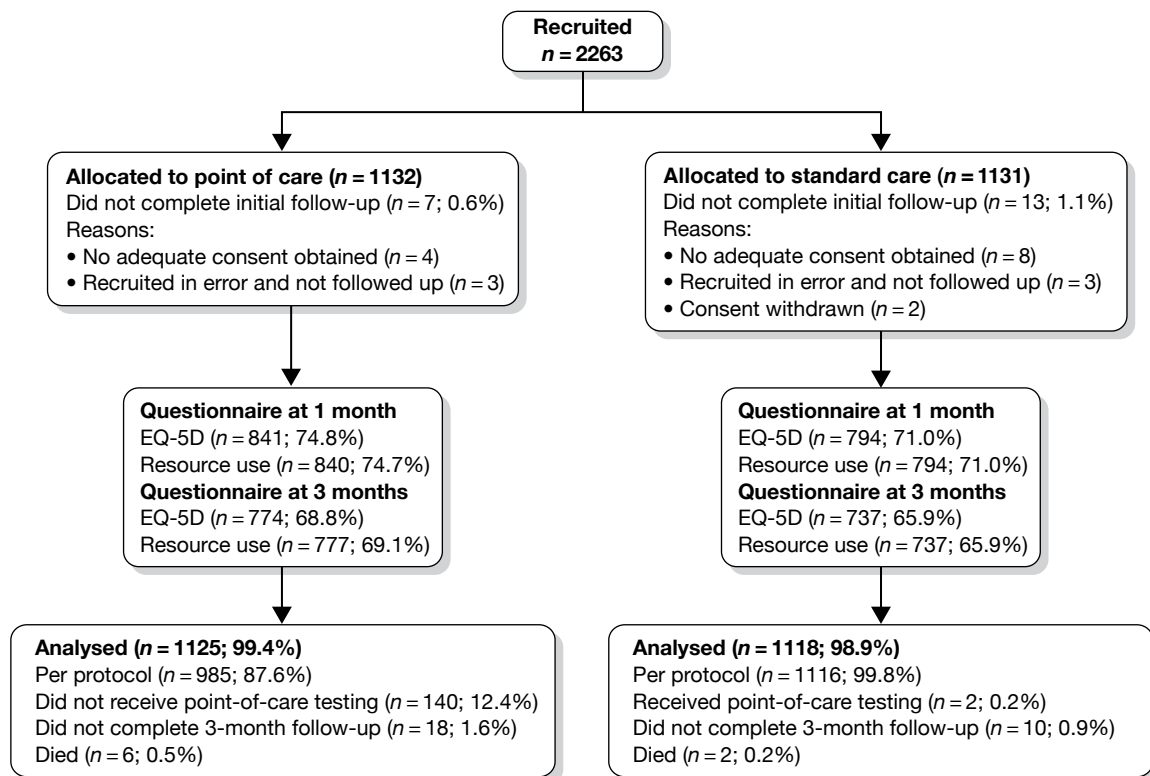 Recruited
n = 2263
Allocated to point of care (n = 1132)
Did not complete initial follow-up (n = 7; 0.6%)
Reasons:
• No adequate consent obtained (n = 4)
• Recruited in error and not followed up (n = 3)
Allocated to standard care (n = 1131)
Did not complete initial follow-up (n = 13; 1.1%)
Reasons:
• No adequate consent obtained (n = 8)
• Recruited in error and not followed up (n = 3)
• Consent withdrawn (n = 2)
Questionnaire at 1 month
EQ-5D (n = 841; 74.8%)
Resource use (n = 840; 74.7%)
Questionnaire at 3 months
EQ-5D (n = 774; 68.8%)
Resource use (n = 777; 69.1%)
Questionnaire at 1 month
EQ-5D (n = 794; 71.0%)
Resource use (n = 794; 71.0%)
Questionnaire at 3 months
EQ-5D (n = 737; 65.9%)
Resource use (n = 737; 65.9%)
Analysed (n = 1125; 99.4%)
Per protocol (n = 985; 87.6%)
Did not receive point-of-care testing (n = 140; 12.4%)
Did not complete 3-month follow-up (n = 18; 1.6%)
Died (n = 6; 0.5%)
Analysed (n = 1118; 98.9%)
Per protocol (n = 1116; 99.8%)
Received point-of-care testing (n = 2; 0.2%)
Did not complete 3-month follow-up (n = 10; 0.9%)
Died (n = 2; 0.2%)